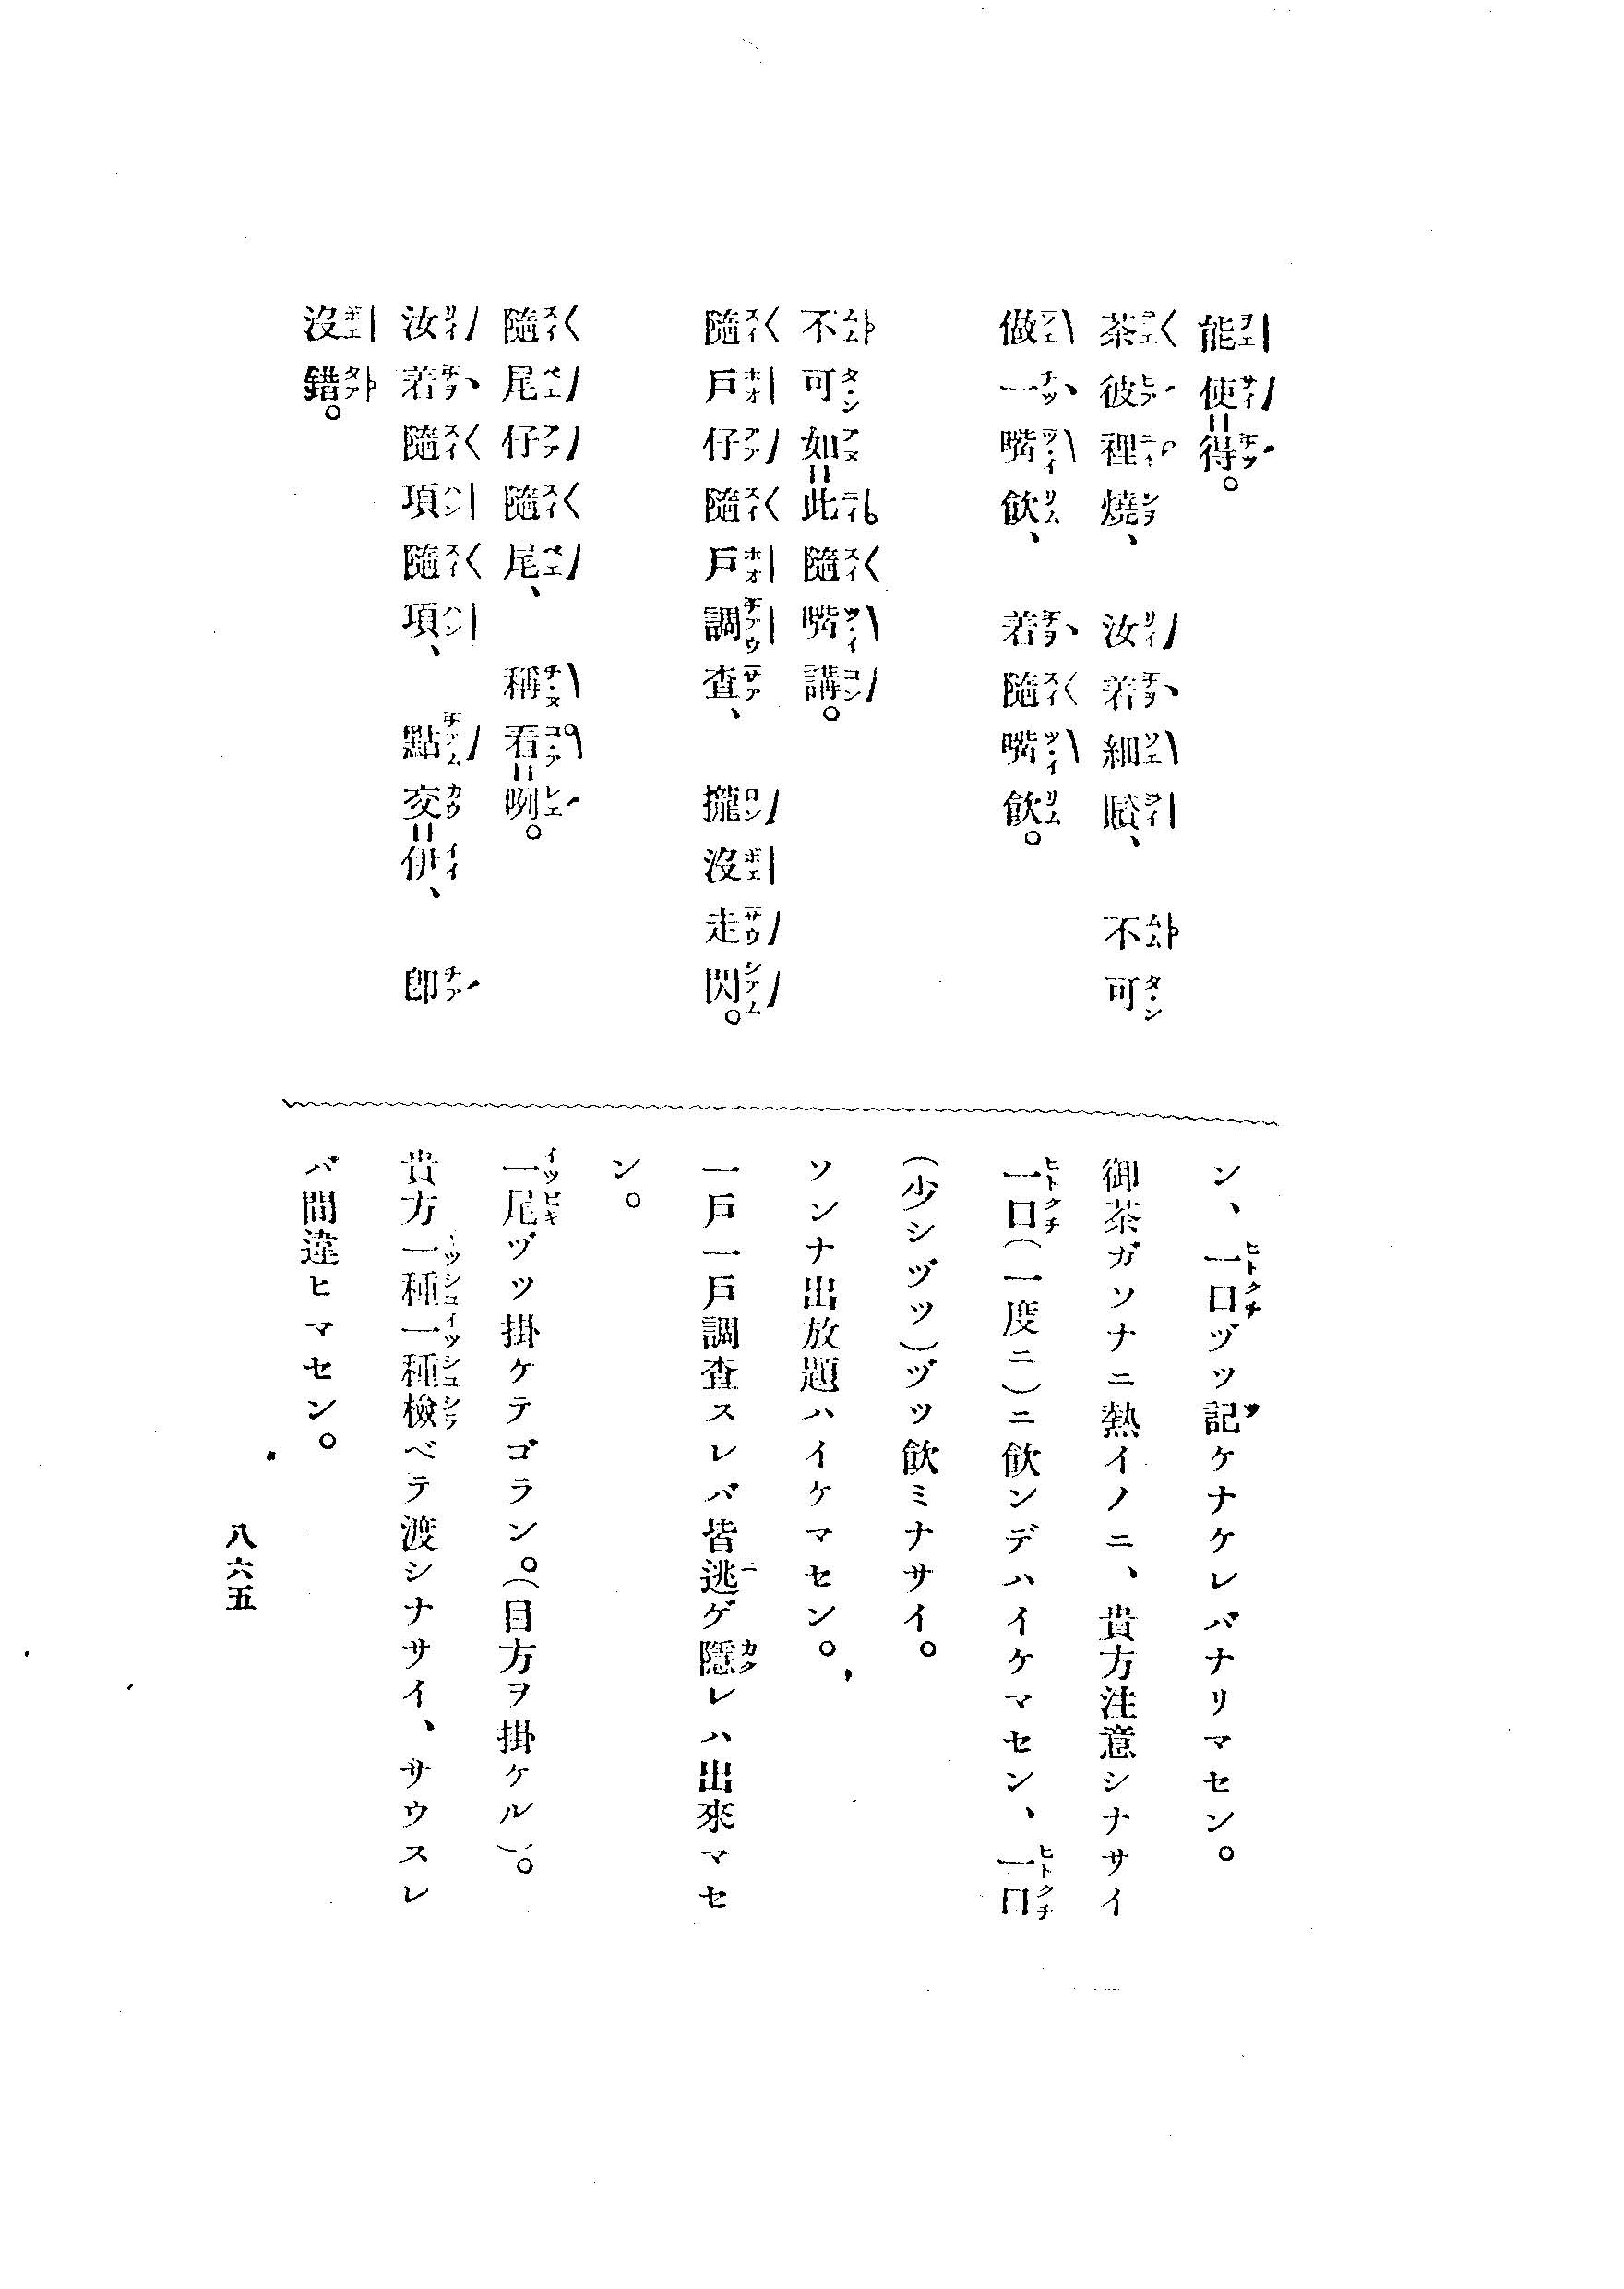 能使=得。
茶彼裡燒、汝着細膩、不可
做一嘴飲、着隨嘴飲。
不可如=此隨嘴講。
隨戶仔隨戶調查、攏沒走閃。
隨尾仔隨尾、稱看=咧。
汝着隨項隨項、點交=伊、卽
沒錯。
ン、一口ヅツ記ケナケレバナリマセン。
御茶ガソナニ熱イノニ、貴方注意シナサイ
一口(一度ニ)ニ飮ンデハイケマセン、一口
(少シヅツ)ヅツ飮ミナサイ。
ソンナ出放題ハイケマセン。
一戶一戶調査スレバ皆逃ゲ隱レハ出來マセ
ン。
一尾ヅツ掛ケテゴラン。(目方ヲ掛ケル)。
貴方一種一種檢ベテ渡シナサイ、サウスレ
バ間違ヒマセン。
八六五